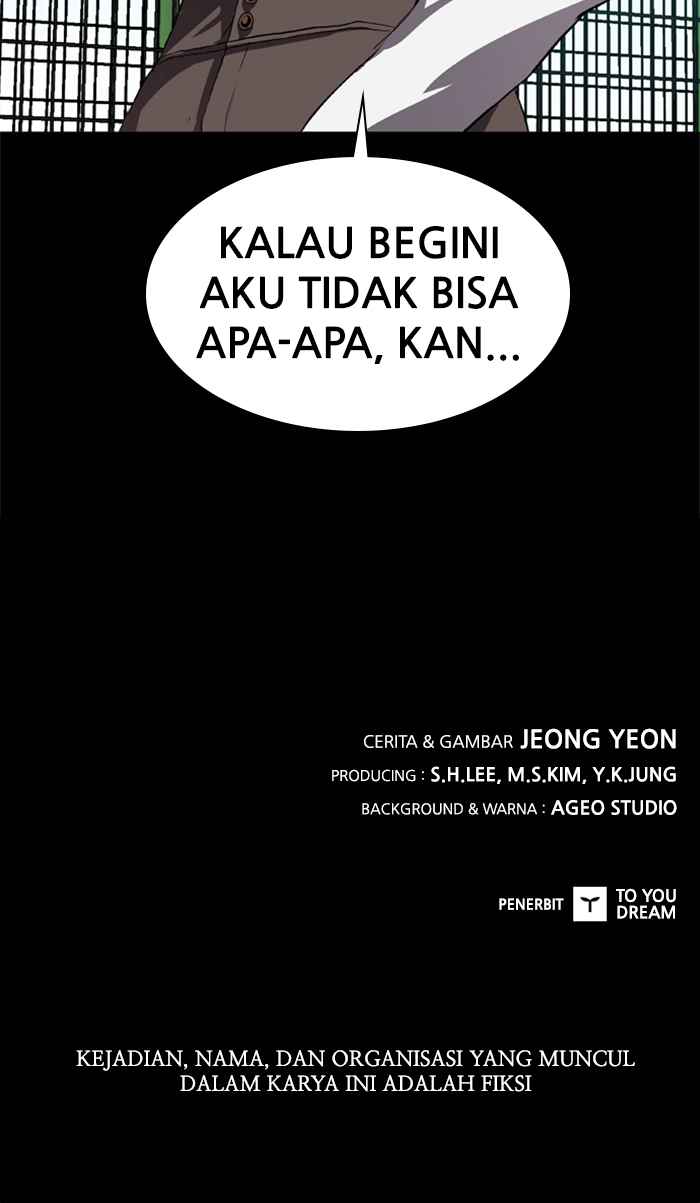 KALAU BEGINI
AKU TIDAK BISA
APA-APA, KAN...
CERITA & GAMBAR JEONG YEON
PRODUCING : S.H.LEE, M.S.KIM, Y.K.JUNG
BACKGROUND & WARNA : AGEO STUDIO
PENERBIT TO YOU
DREAM
KEJADIAN, NAMA, DAN ORGANISASI YANG MUNCUL
DALAM KARYA INI ADALAH FIKSI